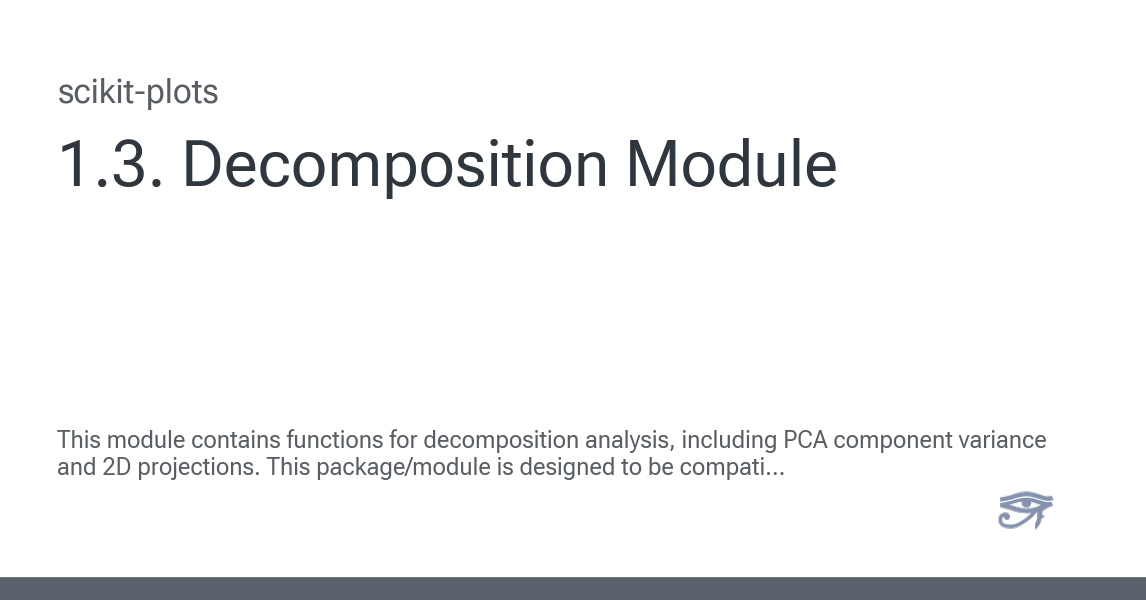 scikit-plots
1.3. Decomposition Module
This module contains functions for decomposition analysis, including PCA component variance
and 2D projections. This package/module is designed to be compati...